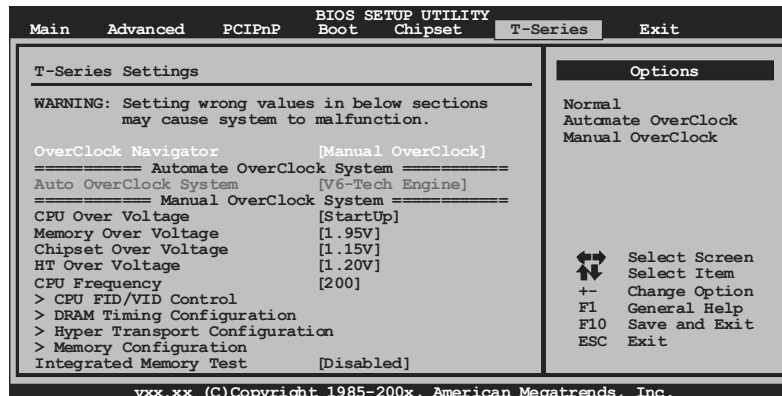 BIOS SETUP UTILITY
Main Advanced PCIPnP Boot Chipset T-Series Exit
T-Series Settings
WARNING: Setting wrong values in below sections
may cause system to malfunction.
OverClock Navigator [Manual OverClock]
=========== Automate OverClock System ===========
Auto OverClock System [V6-Tech Engine]
============ Manual OverClock System ============
CPU Over Voltage [StartUp]
Memory Over Voltage [1.95V]
Chipset Over Voltage [1.15V]
HT Over Voltage [1.20V]
CPU Frequency [200]
> CPU FID/VID Control
> DRAM Timing Configuration
> Hyper Transport Configuration
> Memory Configuration
Integrated Memory Test [Disabled]
Options
Normal
Automate OverClock
Manual OverClock
Select Screen
Select Item
+- Change Option
F1 General Help
F10 Save and Exit
ESC Exit
vxx.xx (C)Copyright 1985-200x, American Megatrends, Inc.